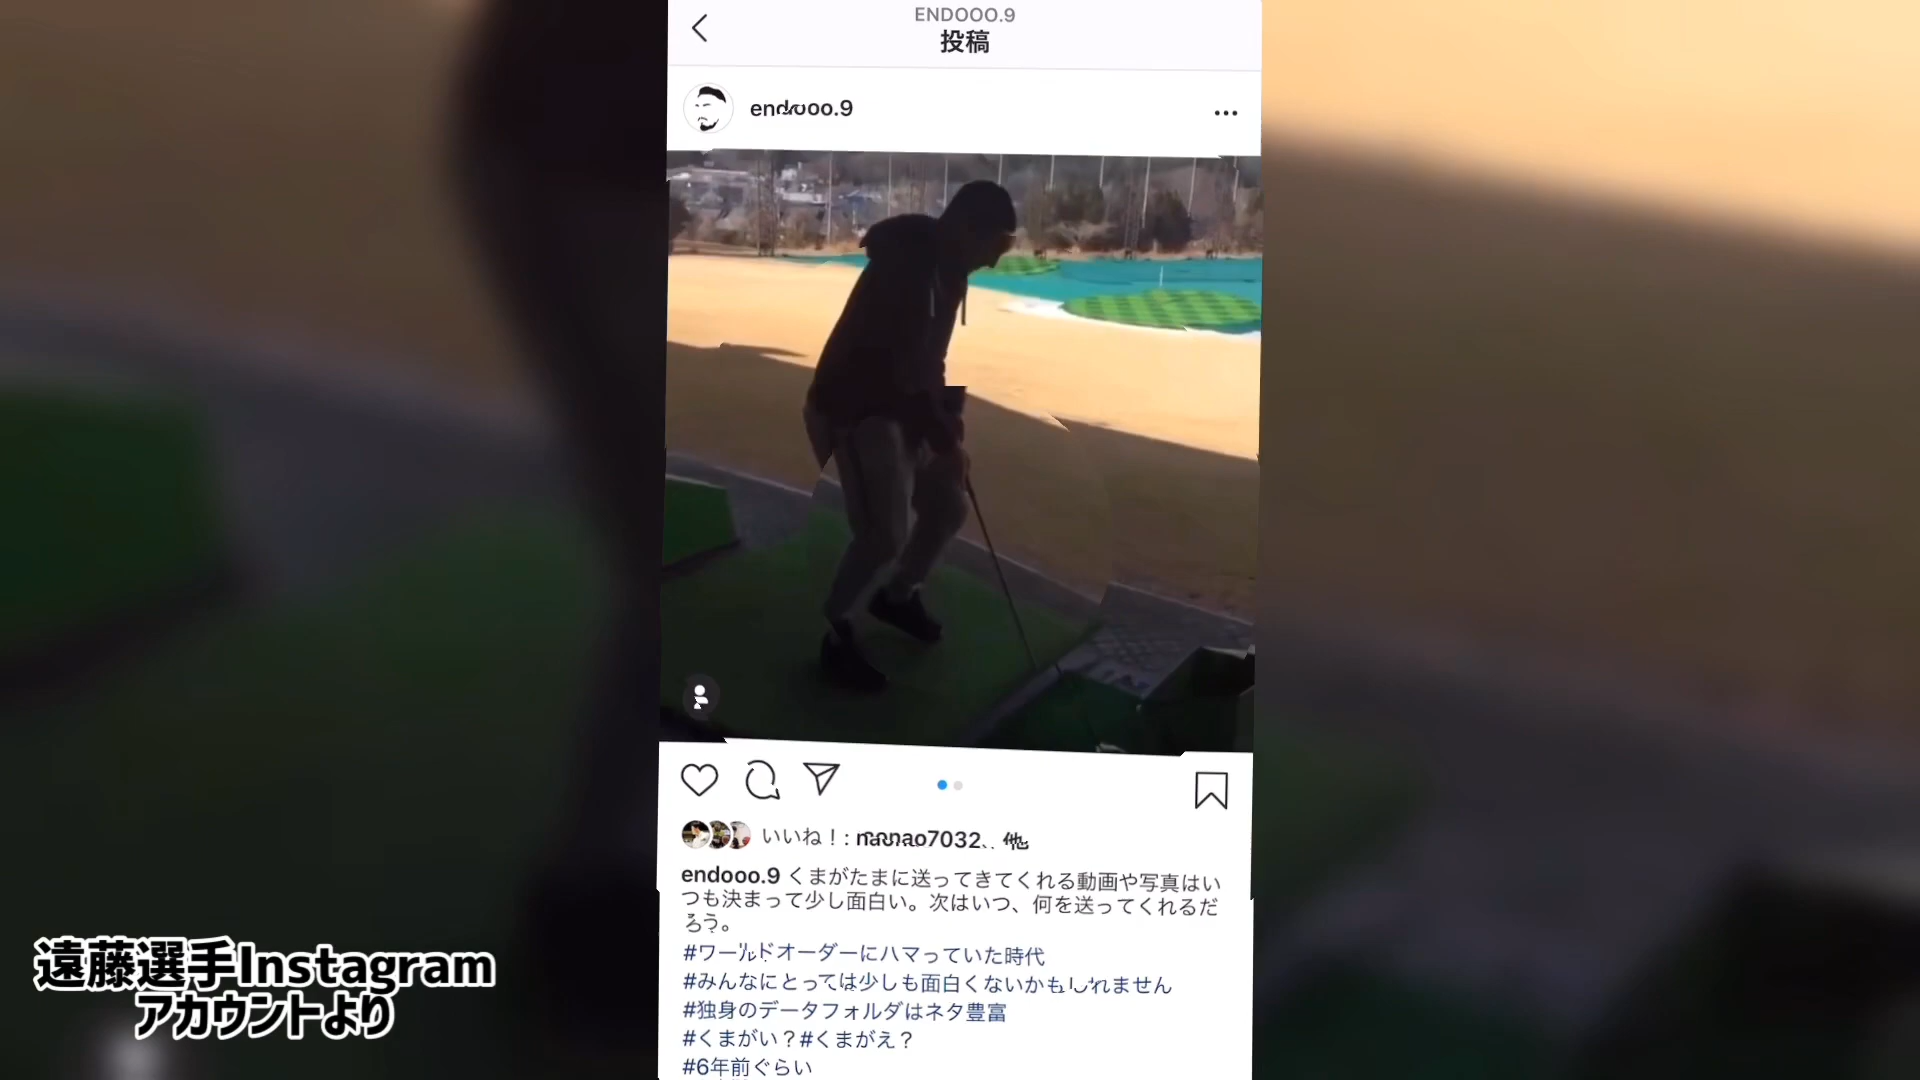 ENDOOO.9
投稿
endooo.9
いいね！: nanao7032、他
endooo.9 くまがたまに送ってきてくれる動画や写真はい
つも決まって少し面白い。次はいつ、何を送ってくれるだ
ろう。
#ワールドオーダーにハマっていた時代
#みんなにとっては少しも面白くないかもしれません
#独身のデータフォルダはネタ豊富
#くまがい？#くまがえ？
#6年前ぐらい
遠藤選手Instagram
アカウントより